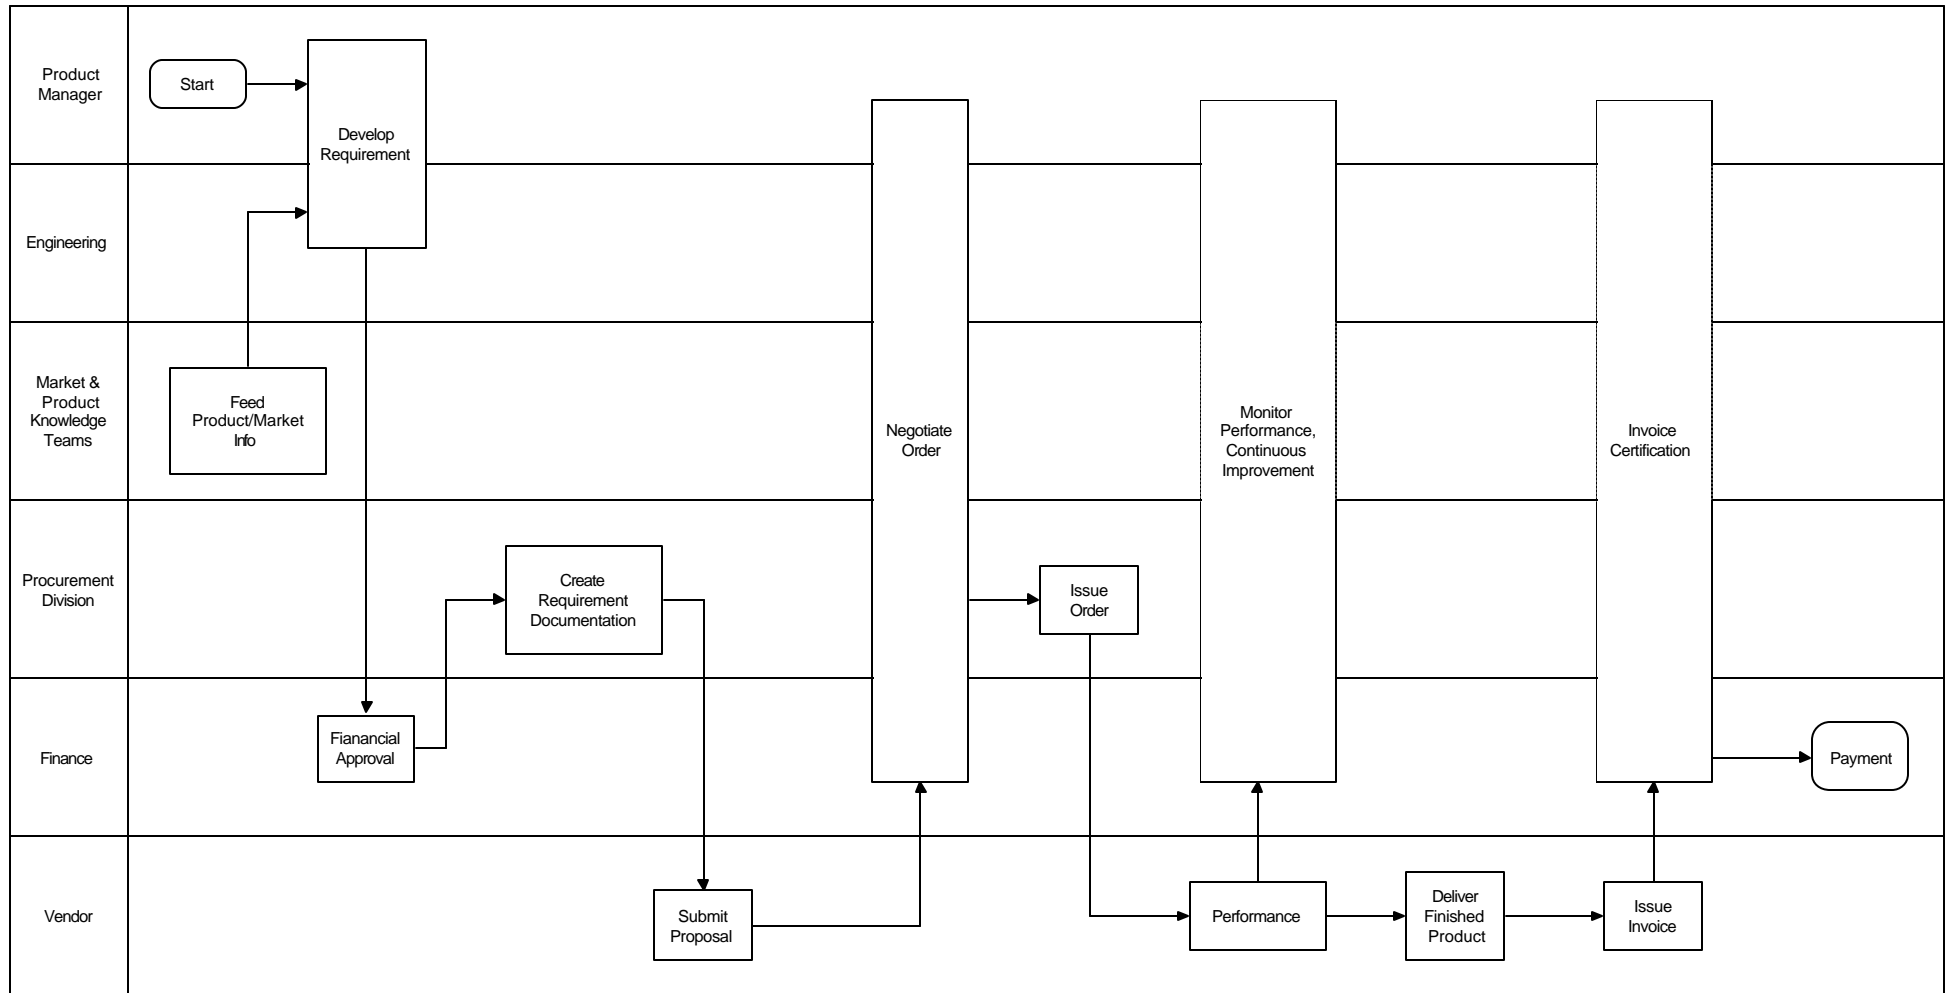 Product
Manager
Start
Develop
Requirement
Engineering
Market &
Product
Knowledge
Teams
Feed
Product/Market
Info
Negotiate
Order
Monitor
Performance,
Continuous
Improvement
Invoice
Certification
Procurement
Division
Create
Requirement
Documentation
Issue
Order
Finance
Fianancial
Approval
Payment
Vendor
Submit
Proposal
Performance
Deliver
Finished
Product
Issue
Invoice